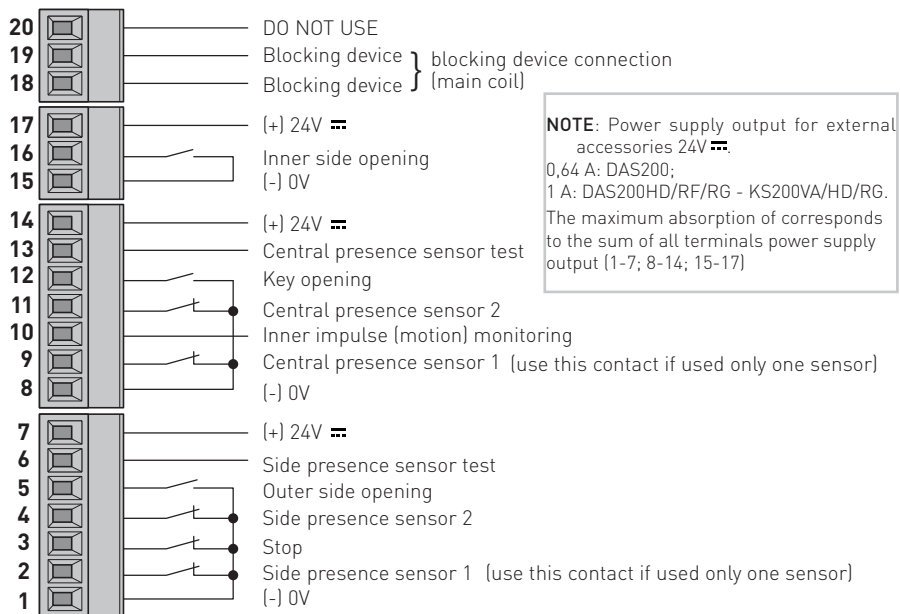 20 DO NOT USE
19 Blocking device
18 Blocking device
blocking device connection
(main coil)
17 (+) 24V
16 Inner side opening
15 (-) 0V
14 (+) 24V
13 Central presence sensor test
12 Key opening
11 Central presence sensor 2
10 Inner impulse (motion) monitoring
9 Central presence sensor 1 (use this contact if used only one sensor)
8 (-) 0V
7 (+) 24V
6 Side presence sensor test
5 Outer side opening
4 Side presence sensor 2
3 Stop
2 Side presence sensor 1 (use this contact if used only one sensor)
1 (-) 0V
NOTE: Power supply output for external
accessories 24V.
0,64 A: DAS200;
1 A: DAS200HD/RF/RG - KS200VA/HD/RG.
The maximum absorption of corresponds
to the sum of all terminals power supply
output (1-7; 8-14; 15-17)